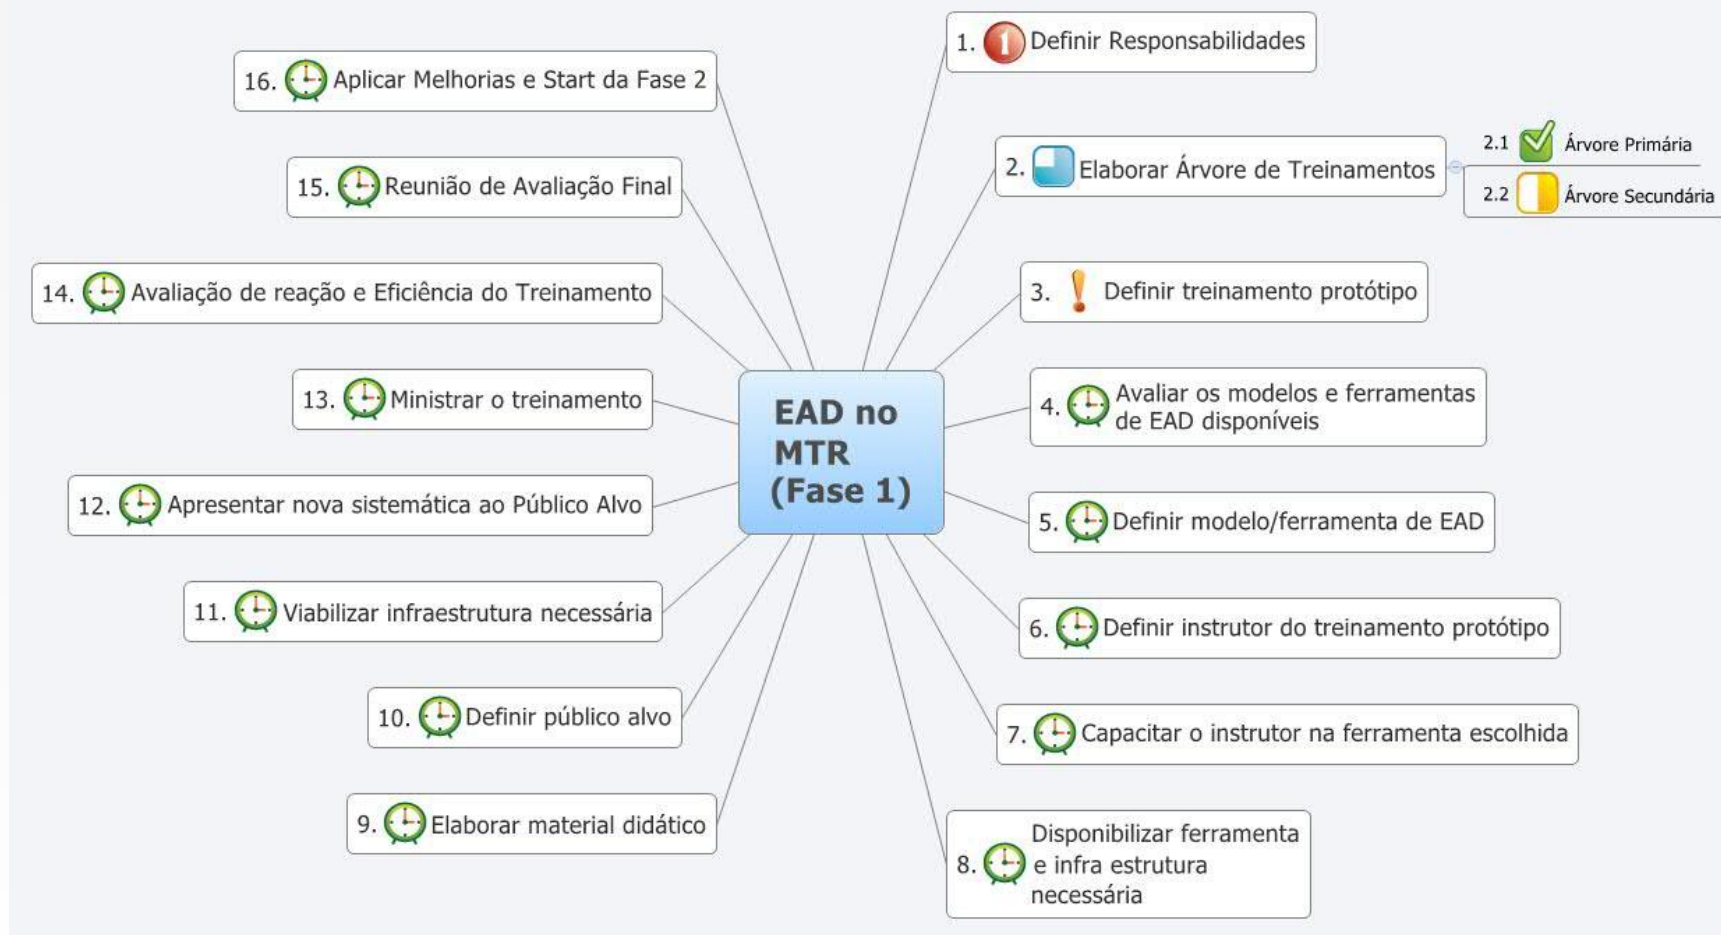 EAD no
MTR
(Fase 1)
1. 1 Definir Responsabilidades
2. Elaborar Árvore de Treinamentos
2.1 Árvore Primária
2.2 Árvore Secundária
3. Definir treinamento protótipo
4. Avaliar os modelos e ferramentas
de EAD disponíveis
5. Definir modelo/ferramenta de EAD
6. Definir instrutor do treinamento protótipo
7. Capacitar o instrutor na ferramenta escolhida
8. Disponibilizar ferramenta
e infra estrutura
necessária
9. Elaborar material didático
10. Definir público alvo
11. Viabilizar infraestrutura necessária
12. Apresentar nova sistemática ao Público Alvo
13. Ministrar o treinamento
14. Avaliação de reação e Eficiência do Treinamento
15. Reunião de Avaliação Final
16. Aplicar Melhorias e Start da Fase 2